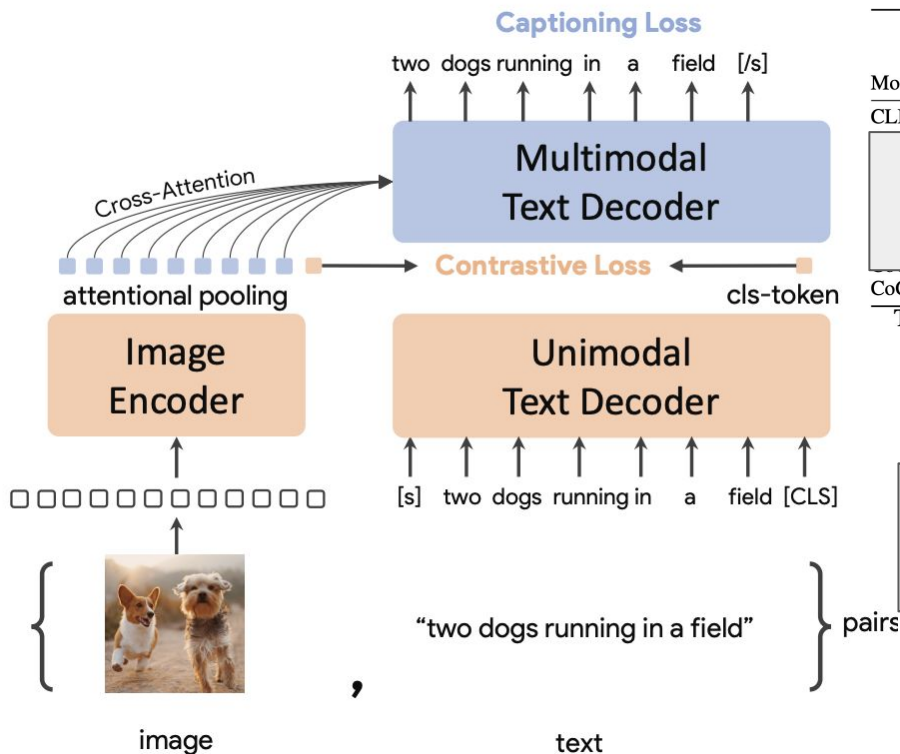 Captioning Loss
two dogs running in a field [/s]
Multimodal
Text Decoder
Cross-Attention
Contrastive Loss
attentional pooling
cls-token
Image
Encoder
Unimodal
Text Decoder
[s] two dogs running in a field [CLS]
“two dogs running in a field”
pairs
,
image
text